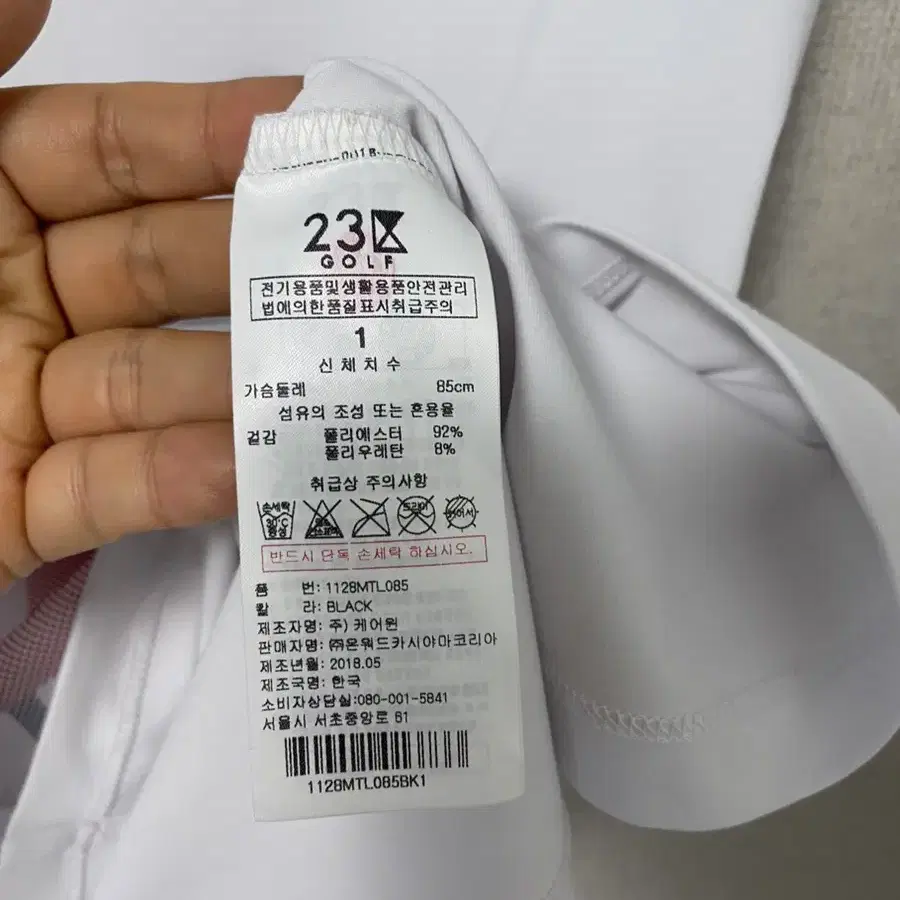 23
GOLF
전기용품및생활용품안전관리
법에의한품질표시취급주의
1
신체치수
가슴둘레 85cm
섬유의 조성 또는 혼용율
겉감 폴리에스터 92%
폴리우레탄 8%
취급상 주의사항
손세탁
30℃
중성
드라이
반드시 단독 손세탁 하십시오.
품 번: 1128MTL085
칼 라: BLACK
제조자명: 주) 케어원
판매자명: ㈜온워드카시야마코리아
제조년월: 2018.05
제조국명: 한국
소비자상담실:080-001-5841
서울시 서초중앙로 61
1128MTL085BK1